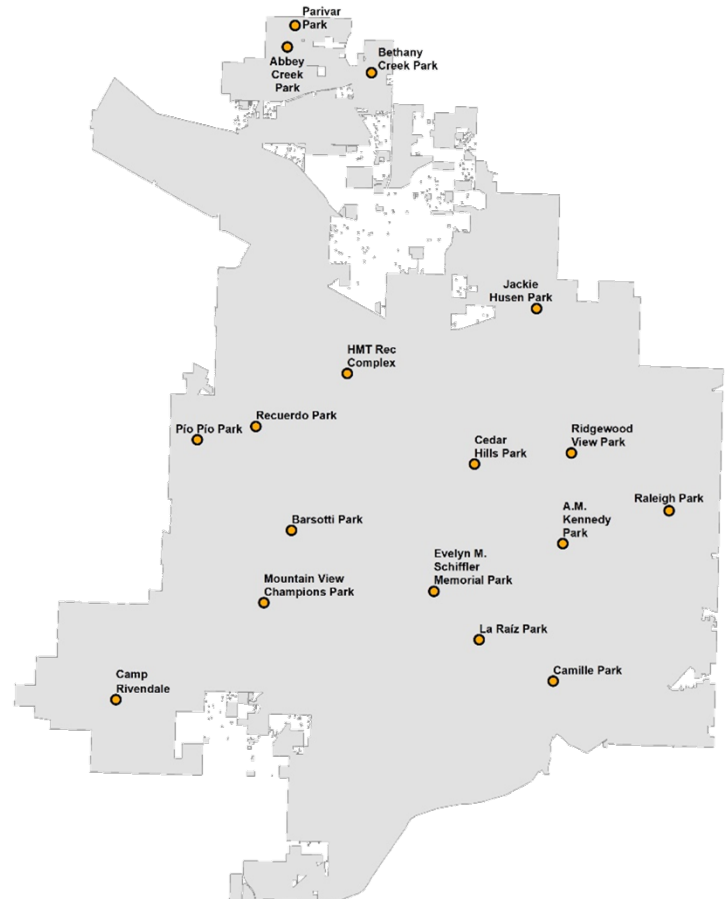 Parivar
Park
Abbey
Creek
Park
Bethany
Creek Park
Jackie
Husen Park
HMT Rec
Complex
Recuerdo Park
Pío Pío Park
Cedar
Hills Park
Ridgewood
View Park
Raleigh Park
A.M.
Kennedy
Park
Barsotti Park
Evelyn M.
Schiffler
Memorial Park
Mountain View
Champions Park
La Raíz Park
Camille Park
Camp
Rivendale